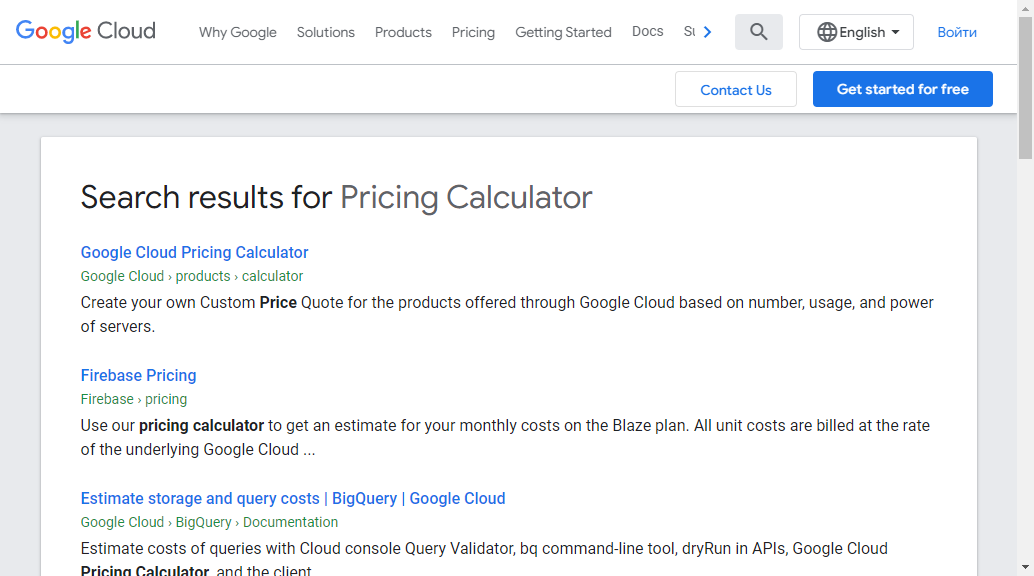 Google Cloud
Why Google Solutions Products Pricing Getting Started Docs
English
Войти
Contact Us
Get started for free
Search results for Pricing Calculator
Google Cloud Pricing Calculator
Google Cloud › products › calculator
Create your own Custom Price Quote for the products offered through Google Cloud based on number, usage, and power
of servers.
Firebase Pricing
Firebase › pricing
Use our pricing calculator to get an estimate for your monthly costs on the Blaze plan. All unit costs are billed at the rate
of the underlying Google Cloud ...
Estimate storage and query costs | BigQuery | Google Cloud
Google Cloud › BigQuery › Documentation
Estimate costs of queries with Cloud console Query Validator, bq command-line tool, dryRun in APIs, Google Cloud
Pricing Calculator, and the client